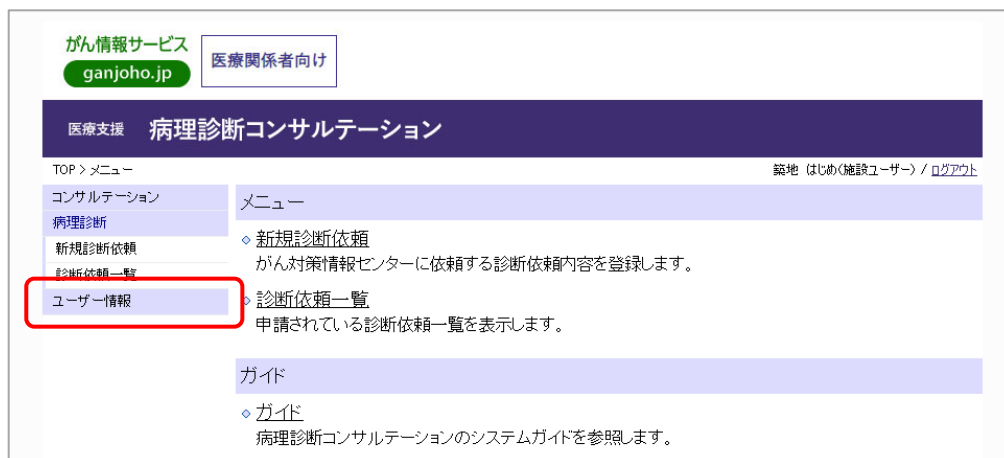 がん情報サービス
ganjoho.jp
医療関係者向け
医療支援 病理診断コンサルテーション
TOP > メニュー
築地 はじめ(施設ユーザー) / ログアウト
コンサルテーション
病理診断
新規診断依頼
診断依頼一覧
ユーザー情報
メニュー
新規診断依頼
がん対策情報センターに依頼する診断依頼内容を登録します。
診断依頼一覧
申請されている診断依頼一覧を表示します。
ガイド
ガイド
病理診断コンサルテーションのシステムガイドを参照します。